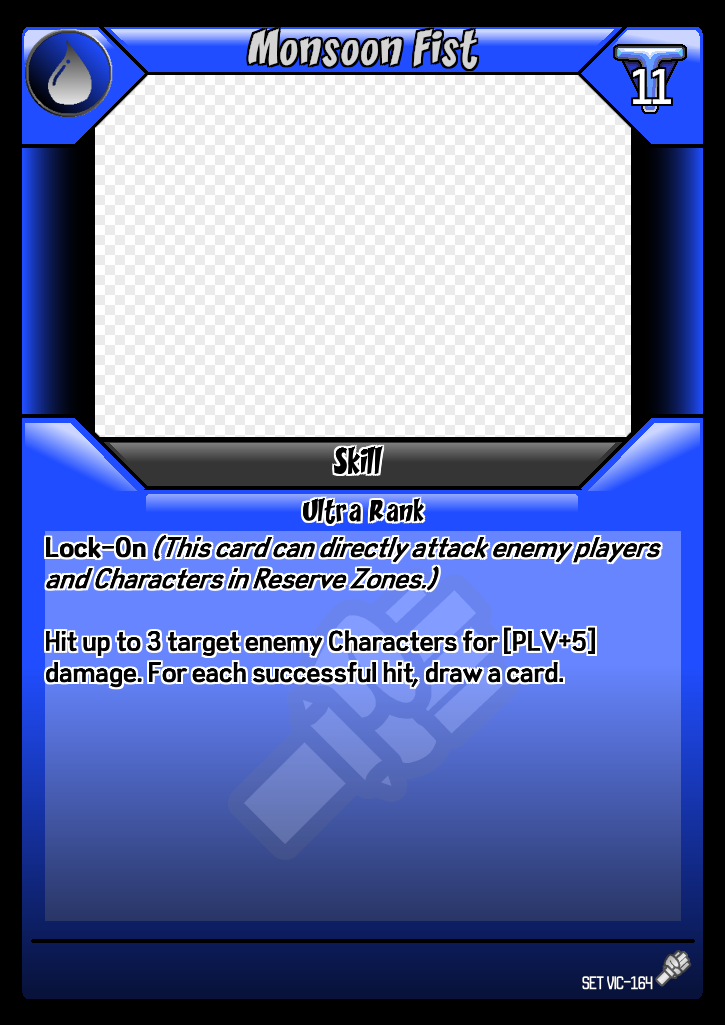 Monsoon Fist
11
Skill
Ultra Rank
Lock-On (This card can directly attack enemy players
and Characters in Reserve Zones.)
Hit up to 3 target enemy Characters for [PLV+5]
damage. For each successful hit, draw a card.
SET VIC-164